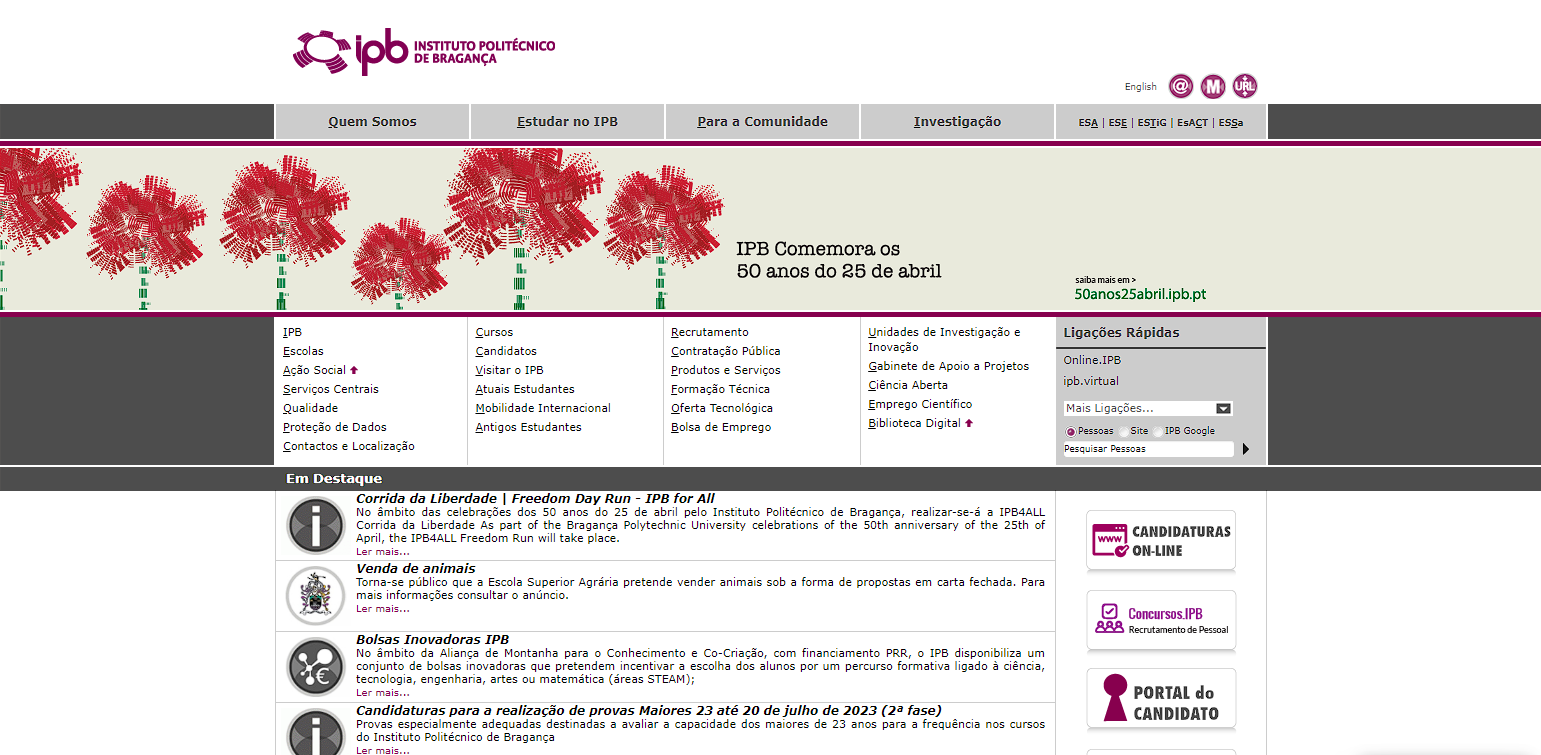 ipb INSTITUTO POLITÉCNICO
DE BRAGANÇA
English
@
M
URL
Quem Somos
Estudar no IPB
Para a Comunidade
Investigação
ESA | ESE | ESTiG | EsACT | ESSa
IPB Comemora os
50 anos do 25 de abril
saiba mais em >
50anos25abril.ipb.pt
IPB
Escolas
Ação Social
Serviços Centrais
Qualidade
Proteção de Dados
Contactos e Localização
Cursos
Candidatos
Visitar o IPB
Atuais Estudantes
Mobilidade Internacional
Antigos Estudantes
Recrutamento
Contratação Pública
Produtos e Serviços
Formação Técnica
Oferta Tecnológica
Bolsa de Emprego
Unidades de Investigação e
Inovação
Gabinete de Apoio a Projetos
Ciência Aberta
Emprego Científico
Biblioteca Digital
Ligações Rápidas
Online.IPB
ipb.virtual
Mais Ligações...
Pessoas Site IPB Google
Pesquisar Pessoas
Em Destaque
Corrida da Liberdade | Freedom Day Run - IPB for All
No âmbito das celebrações dos 50 anos do 25 de abril pelo Instituto Politécnico de Bragança, realizar-se-á a IPB4ALL
Corrida da Liberdade As part of the Bragança Polytechnic University celebrations of the 50th anniversary of the 25th of
April, the IPB4ALL Freedom Run will take place.
Ler mais...
Venda de animais
Torna-se público que a Escola Superior Agrária pretende vender animais sob a forma de propostas em carta fechada. Para
mais informações consultar o anúncio.
Ler mais...
Bolsas Inovadoras IPB
No âmbito da Aliança de Montanha para o Conhecimento e Co-Criação, com financiamento PRR, o IPB disponibiliza um
conjunto de bolsas inovadoras que pretendem incentivar a escolha dos alunos por um percurso formativa ligado à ciência,
tecnologia, engenharia, artes ou matemática (áreas STEAM);
Ler mais...
Candidaturas para a realização de provas Maiores 23 até 20 de julho de 2023 (2ª fase)
Provas especialmente adequadas destinadas a avaliar a capacidade dos maiores de 23 anos para a frequência nos cursos
do Instituto Politécnico de Bragança
Ler mais...
www
CANDIDATURAS
ON-LINE
Concursos.IPB
Recrutamento de Pessoal
PORTAL do
CANDIDATO